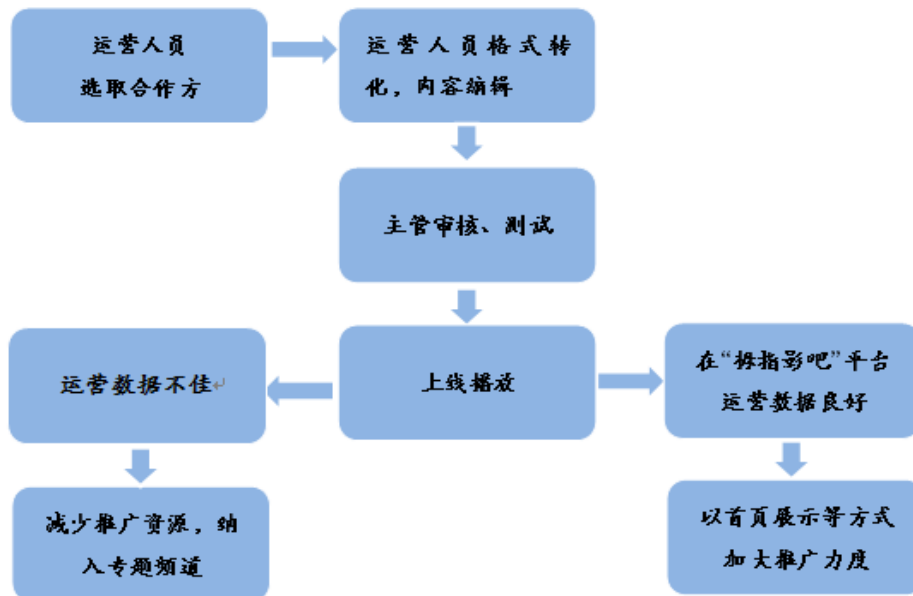 运营人员
选取合作方
运营人员格式转
化，内容编辑
主管审核、测试
上线播放
运营数据不佳
在“拇指影吧”平台
运营数据良好
减少推广资源，纳
入专题频道
以首页展示等方式
加大推广力度